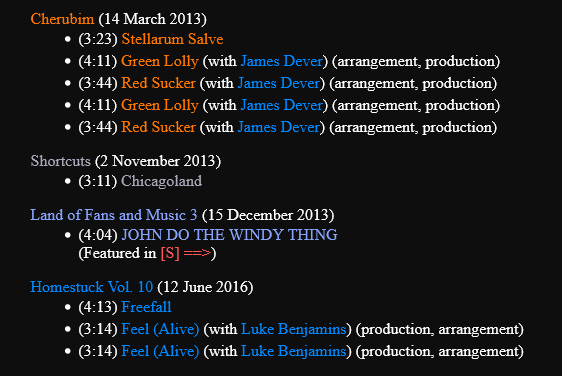 Cherubim (14 March 2013)
(3:23) Stellarum Salve
(4:11) Green Lolly (with James Dever) (arrangement, production)
(3:44) Red Sucker (with James Dever) (arrangement, production)
(4:11) Green Lolly (with James Dever) (arrangement, production)
(3:44) Red Sucker (with James Dever) (arrangement, production)
Shortcuts (2 November 2013)
(3:11) Chicagoland
Land of Fans and Music 3 (15 December 2013)
(4:04) JOHN DO THE WINDY THING
(Featured in [S] ==>)
Homestuck Vol. 10 (12 June 2016)
(4:13) Freefall
(3:14) Feel (Alive) (with Luke Benjamins) (production, arrangement)
(3:14) Feel (Alive) (with Luke Benjamins) (production, arrangement)